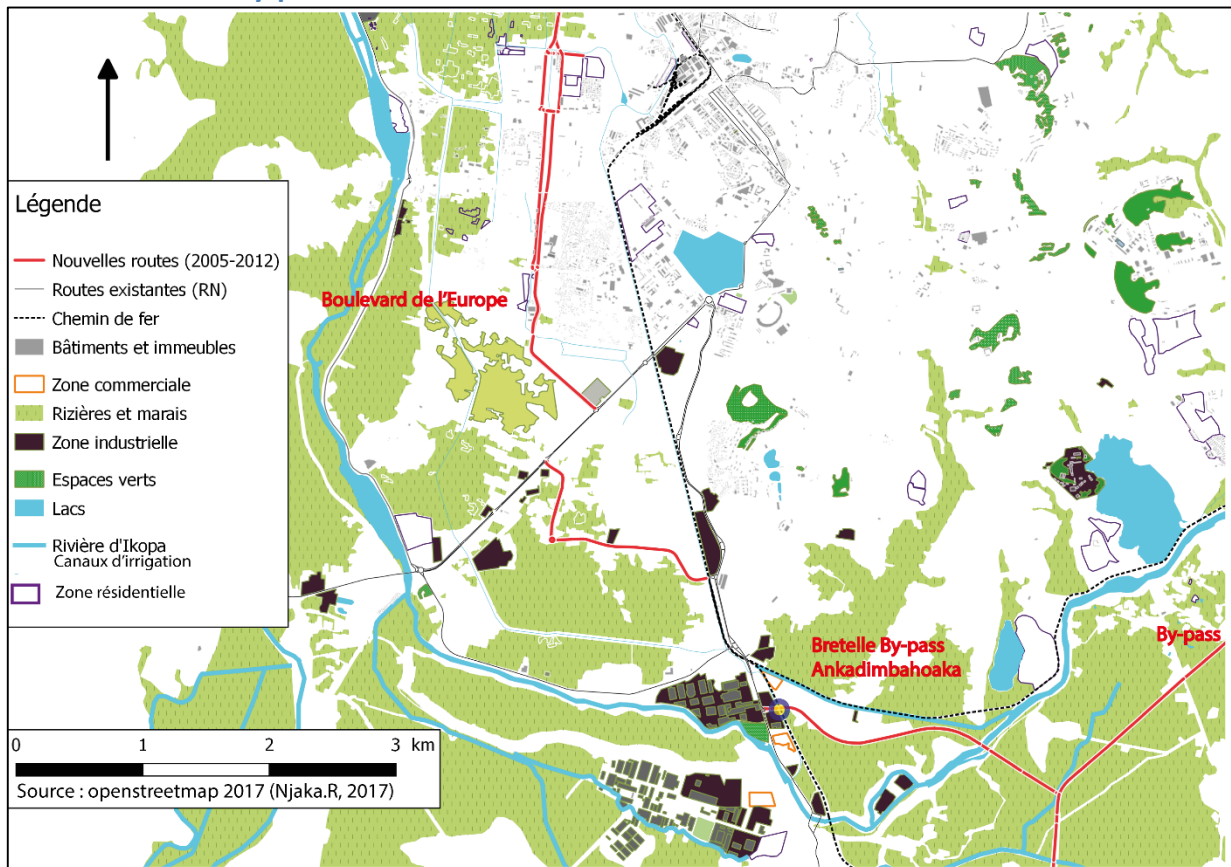 Légende
Nouvelles routes (2005-2012)
Routes existantes (RN)
Chemin de fer
Bâtiments et immeubles
Zone commerciale
Rizières et marais
Zone industrielle
Espaces verts
Lacs
Rivière d'Ikopa
Canaux d'irrigation
Zone résidentielle
Boulevard de l'Europe
Bretelle By-pass
Ankadimbahoaka
By-pass
0 1 2 3 km
Source : openstreetmap 2017 (Njaka.R, 2017)